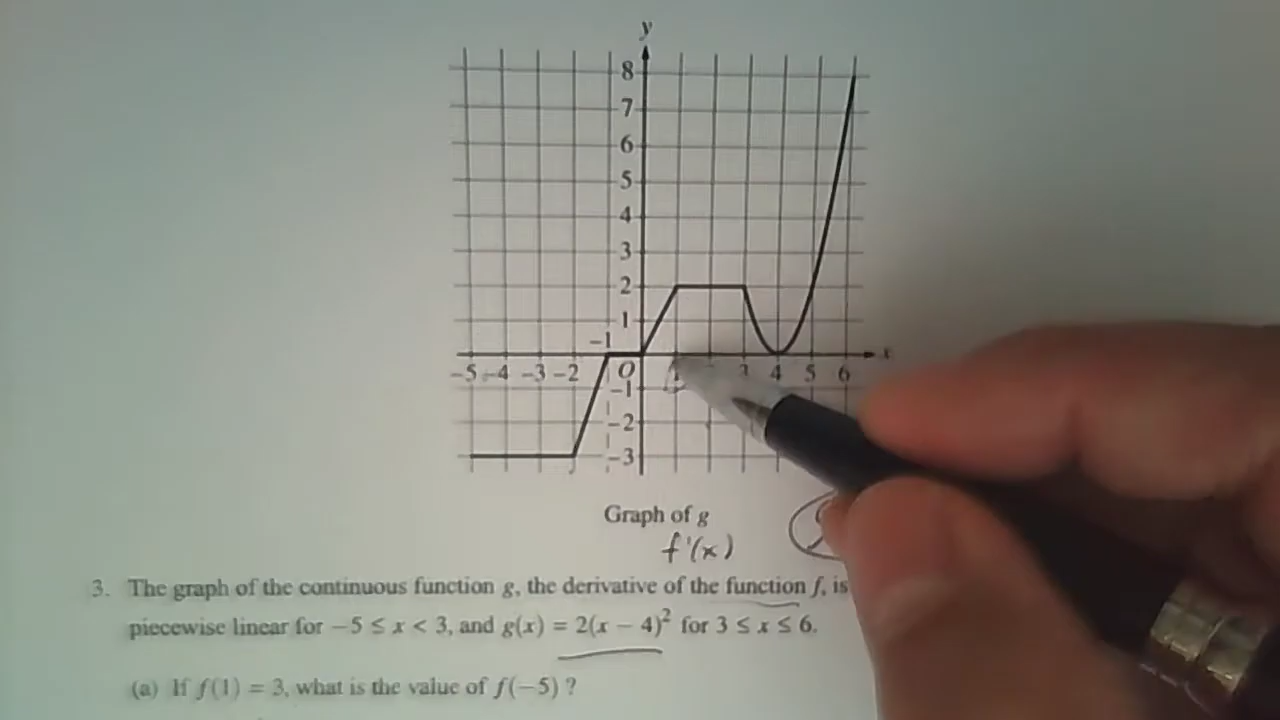 y
8
7
6
5
4
3
2
1
-1
-5 -4 -3 -2 O 1 3 4 5 6 x
-1
-2
-3
Graph of g
f'(x)
3. The graph of the continuous function g, the derivative of the function f, is
piecewise linear for −5 ≤ x < 3, and g(x) = 2(x − 4)² for 3 ≤ x ≤ 6.
(a) If f(1) = 3, what is the value of f(−5) ?